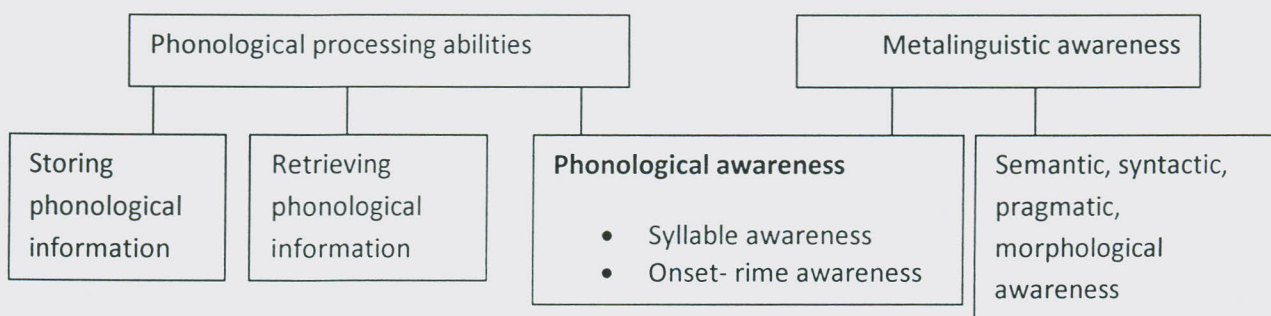 Phonological processing abilities
Metalinguistic awareness
Storing
phonological
information
Retrieving
phonological
information
Phonological awareness
• Syllable awareness
• Onset- rime awareness
Semantic, syntactic,
pragmatic,
morphological
awareness